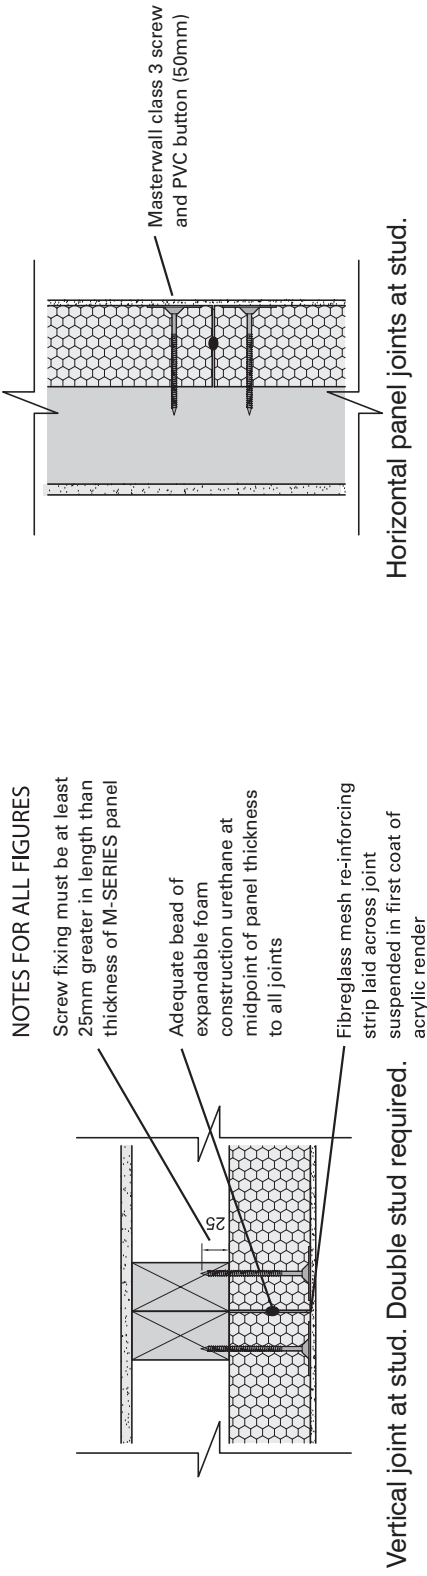 NOTES FOR ALL FIGURES
Screw fixing must be at least
25mm greater in length than
thickness of M-SERIES panel
Adequate bead of
expandable foam
construction urethane at
midpoint of panel thickness
to all joints
Fibreglass mesh re-inforcing
strip laid across joint
suspended in first coat of
acrylic render
25
Vertical joint at stud. Double stud required.
Masterwall class 3 screw
and PVC button (50mm)
Horizontal panel joints at stud.